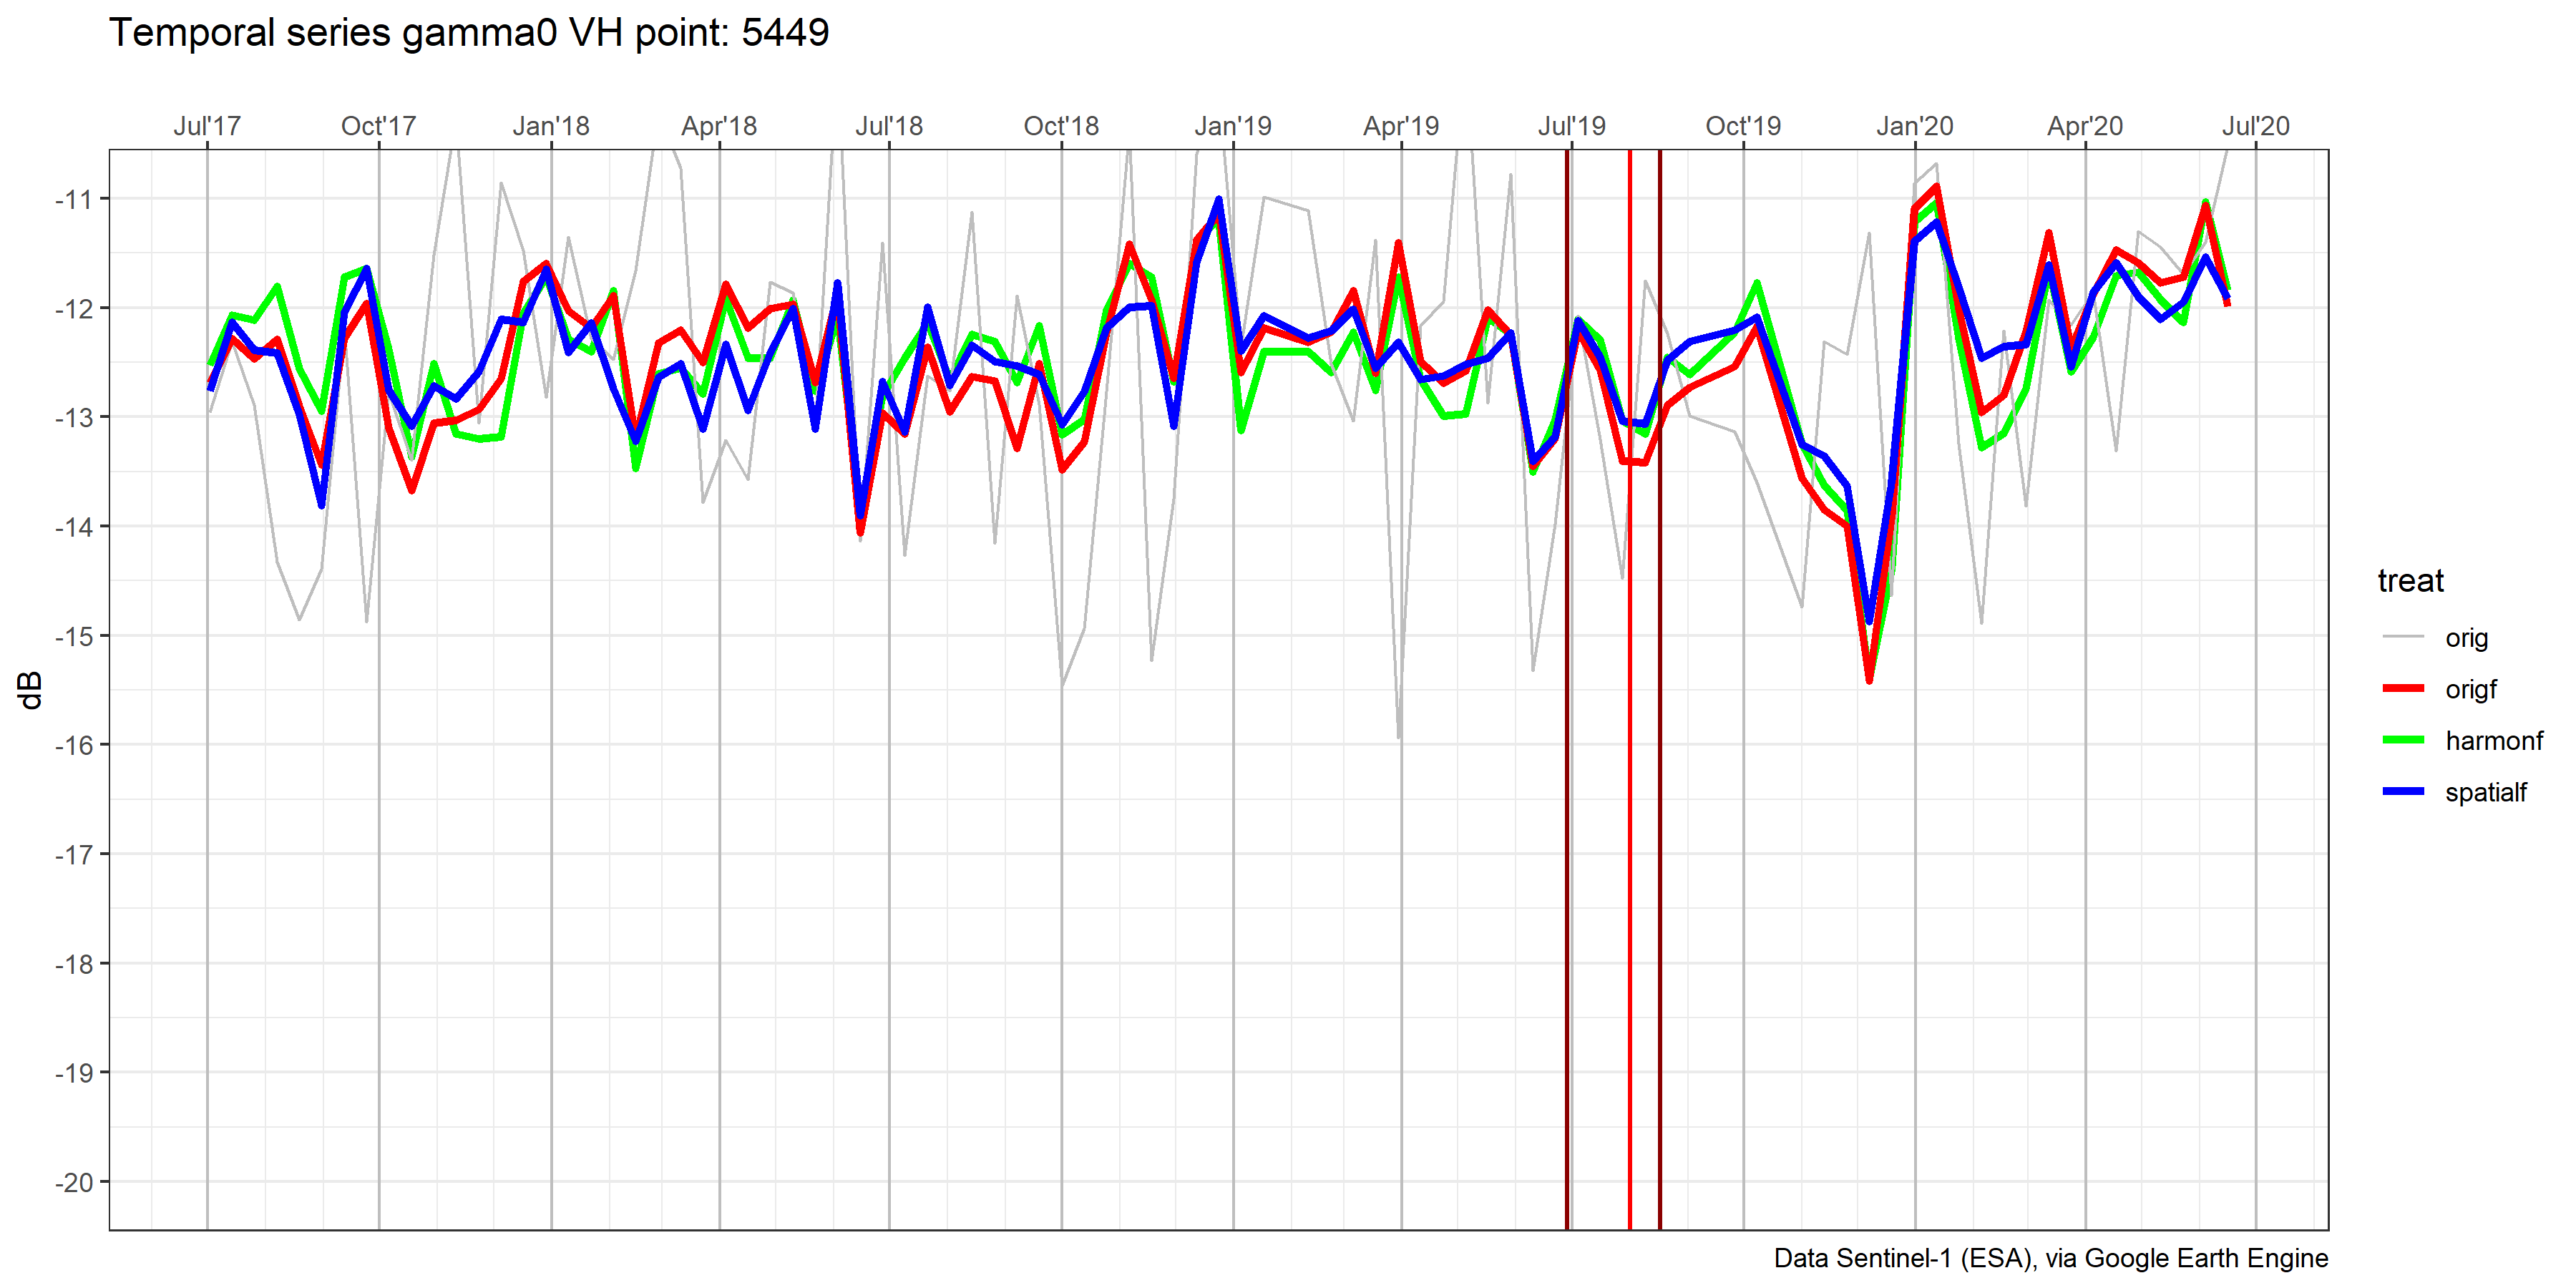 Temporal series gamma0 VH point: 5449
Jul'17 Oct'17 Jan'18 Apr'18 Jul'18 Oct'18 Jan'19 Apr'19 Jul'19 Oct'19 Jan'20 Apr'20 Jul'20
-11
-12
-13
-14
-15
-16
-17
-18
-19
-20
dB
treat
orig
origf
harmonf
spatialf
Data Sentinel-1 (ESA), via Google Earth Engine